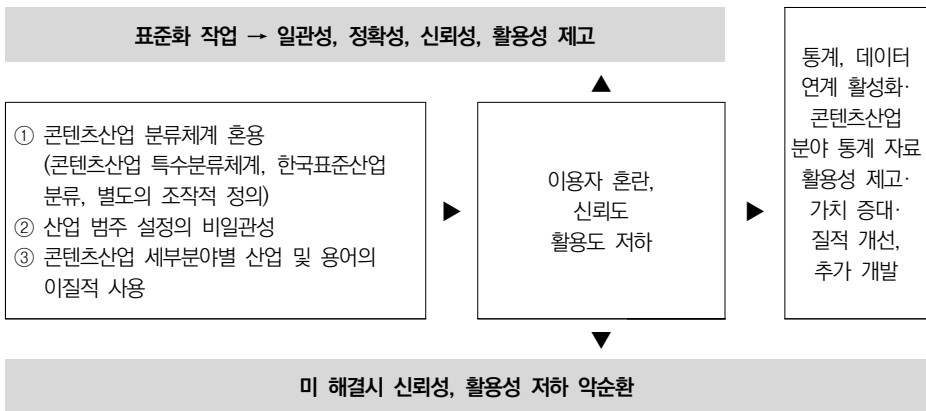 표준화 작업 → 일관성, 정확성, 신뢰성, 활용성 제고
① 콘텐츠산업 분류체계 혼용
(콘텐츠산업 특수분류체계, 한국표준산업
분류, 별도의 조작적 정의)
② 산업 범주 설정의 비일관성
③ 콘텐츠산업 세부분야별 산업 및 용어의
이질적 사용
이용자 혼란,
신뢰도
활용도 저하
통계, 데이터
연계 활성화·
콘텐츠산업
분야 통계 자료
활용성 제고·
가치 증대·
질적 개선,
추가 개발
미 해결시 신뢰성, 활용성 저하 악순환